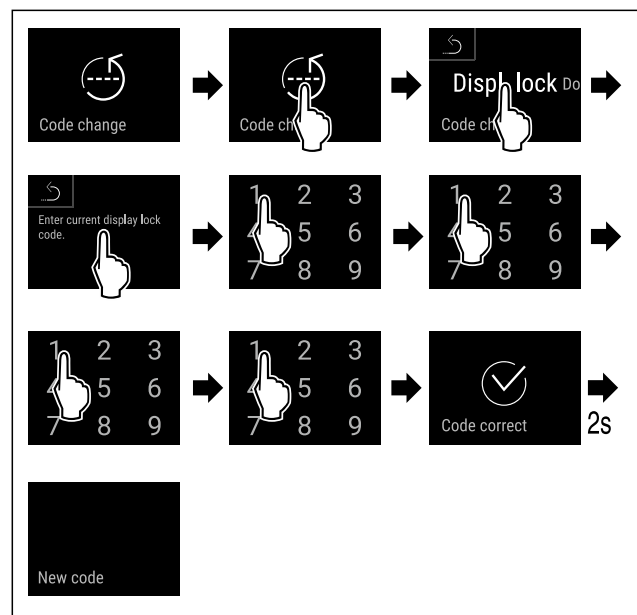 Code change
Code ch
Displ lock Do
Code ch
Enter current display lock
code.
1 2 3
4 5 6
7 8 9
1 2 3
4 5 6
7 8 9
1 2 3
4 5 6
7 8 9
1 2 3
4 5 6
7 8 9
Code correct
2s
New code